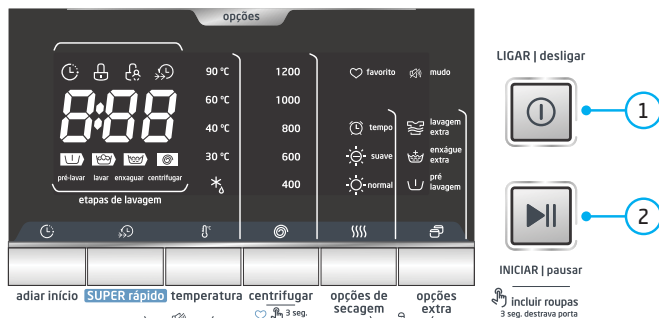 opções
LIGAR | desligar
90 °C 1200 favorito mudo
60 °C 1000
8:88
40 °C 800 tempo lavagem extra
30 °C 600 suave enxágue extra
pré-lavar lavar enxaguar centrifugar
400 normal pré lavagem
etapas de lavagem
1
2
°C
INICIAR | pausar
adiar início SUPER rápido temperatura centrifugar opções de secagem opções extra
3 seg.
incluir roupas
3 seg. destrava porta